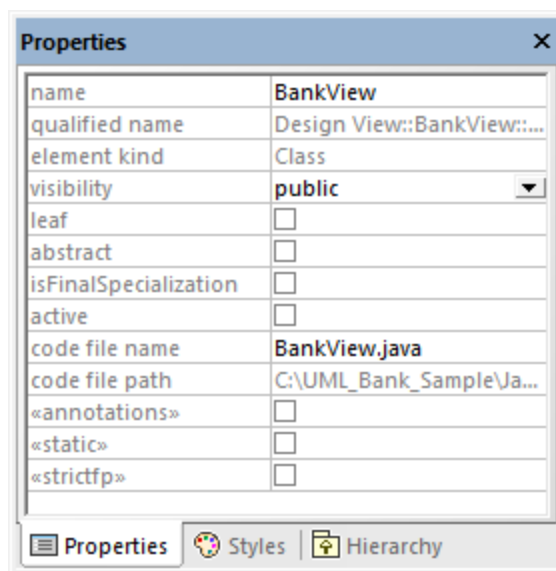 Properties
name BankView
qualified name Design View::BankView::...
element kind Class
visibility public
leaf
abstract
isFinalSpecialization
active
code file name BankView.java
code file path C:\UML_Bank_Sample\Ja...
«annotations»
«static»
«strictfp»
Properties Styles Hierarchy